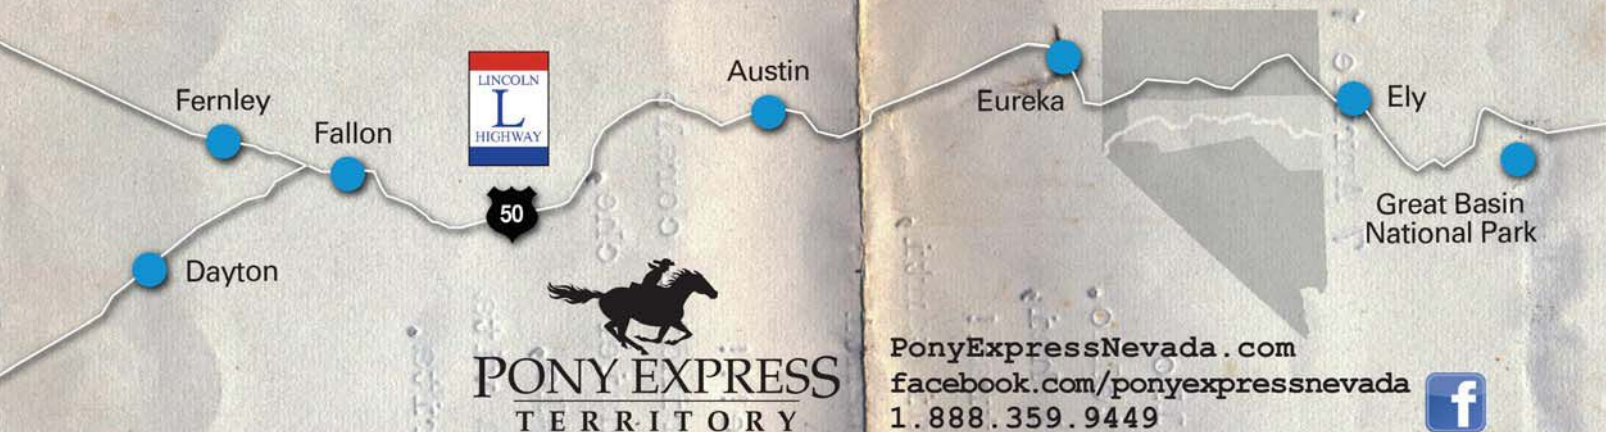 Fernley
Fallon
Dayton
LINCOLN
L
HIGHWAY
50
Austin
Eureka
Ely
Great Basin
National Park
PONY EXPRESS
TERRITORY
PonyExpressNevada.com
facebook.com/ponyexpressnevada
1.888.359.9449
f